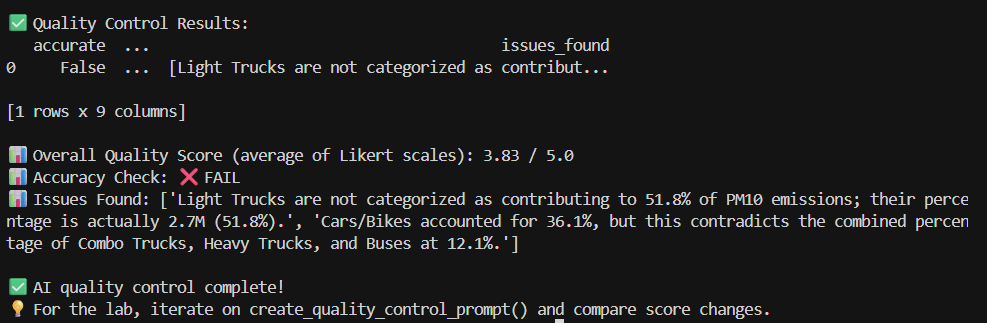 ✅ Quality Control Results:
   accurate  ...                                       issues_found
0     False  ...  [Light Trucks are not categorized as contribut...

[1 rows x 9 columns]

📊 Overall Quality Score (average of Likert scales): 3.83 / 5.0
📊 Accuracy Check: ❌ FAIL
📊 Issues Found: ['Light Trucks are not categorized as contributing to 51.8% of PM10 emissions; their perce
ntage is actually 2.7M (51.8%).', 'Cars/Bikes accounted for 36.1%, but this contradicts the combined percen
tage of Combo Trucks, Heavy Trucks, and Buses at 12.1%.']

✅ AI quality control complete!
💡 For the lab, iterate on create_quality_control_prompt() and compare score changes.